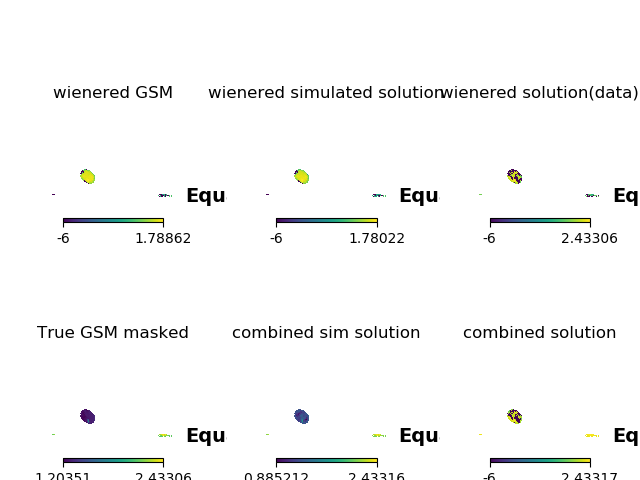 wienered GSM wienered simulated solution wienered solution(data)
Equ Equ Eq
-6 1.78862 -6 1.78022 -6 2.43306
True GSM masked combined sim solution combined solution
Equ Equ Eq
1.20351 2.43306 0.885212 2.43316 -6 2.43317